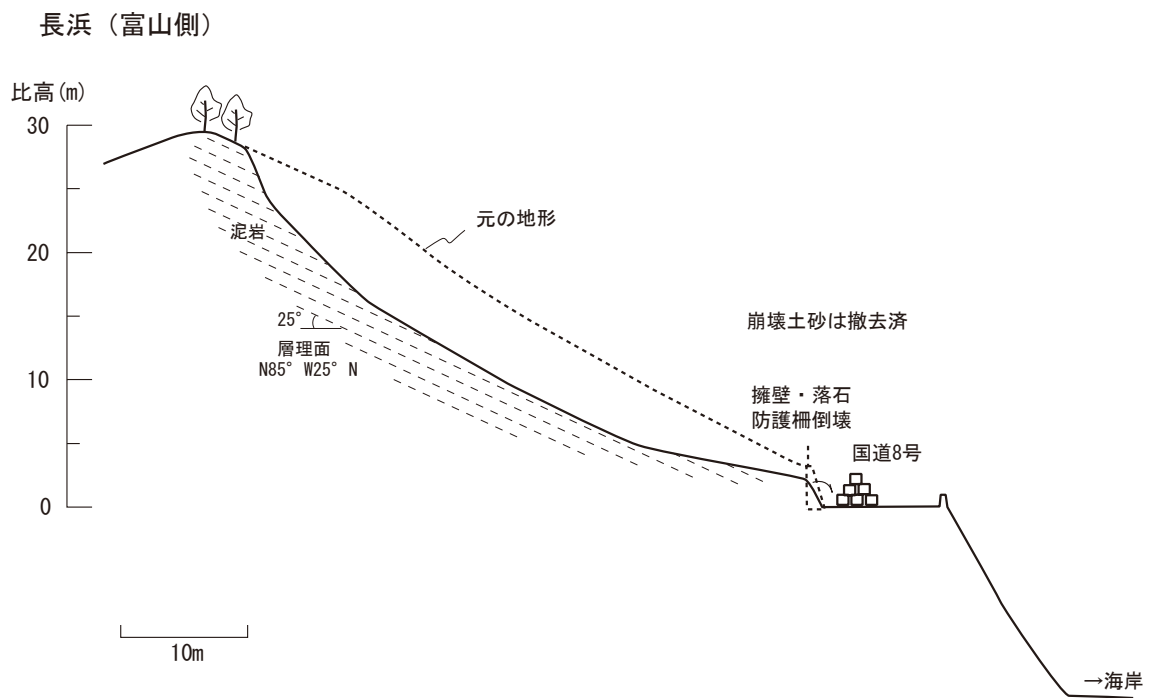 長浜（富山側）
比高(m)
30
元の地形
泥岩
20
25°
崩壊土砂は撤去済
層理面
N85° W25° N
10
擁壁・落石
防護柵倒壊
国道8号
0
10m
→海岸